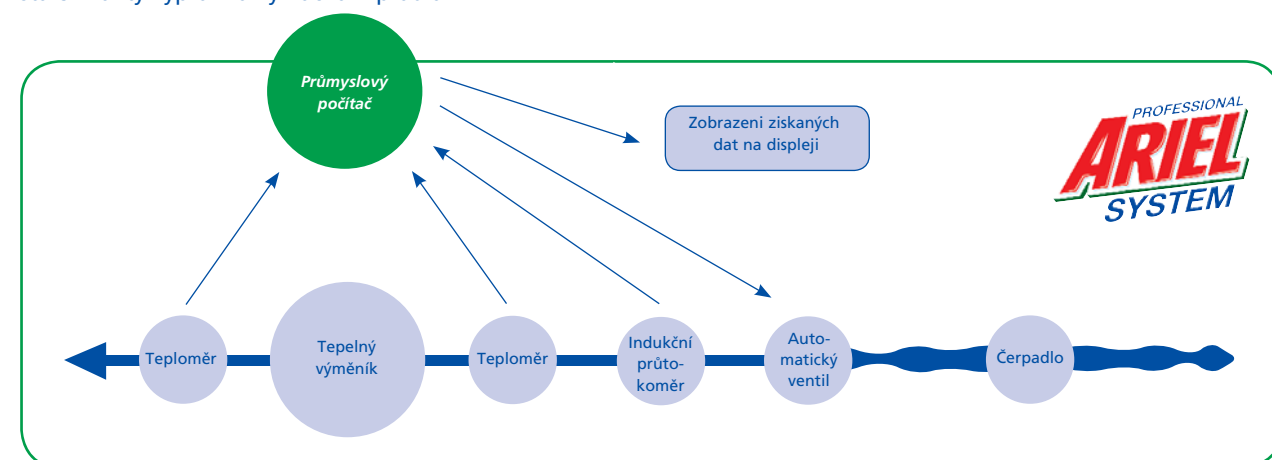 Průmyslový
počítač
Zobrazeni ziskaných
dat na displeji
PROFESSIONAL
ARIEL
SYSTEM
Teploměr
Tepelný
výměník
Teploměr
Indukční
průto-
koměr
Auto-
matický
ventil
Čerpadlo